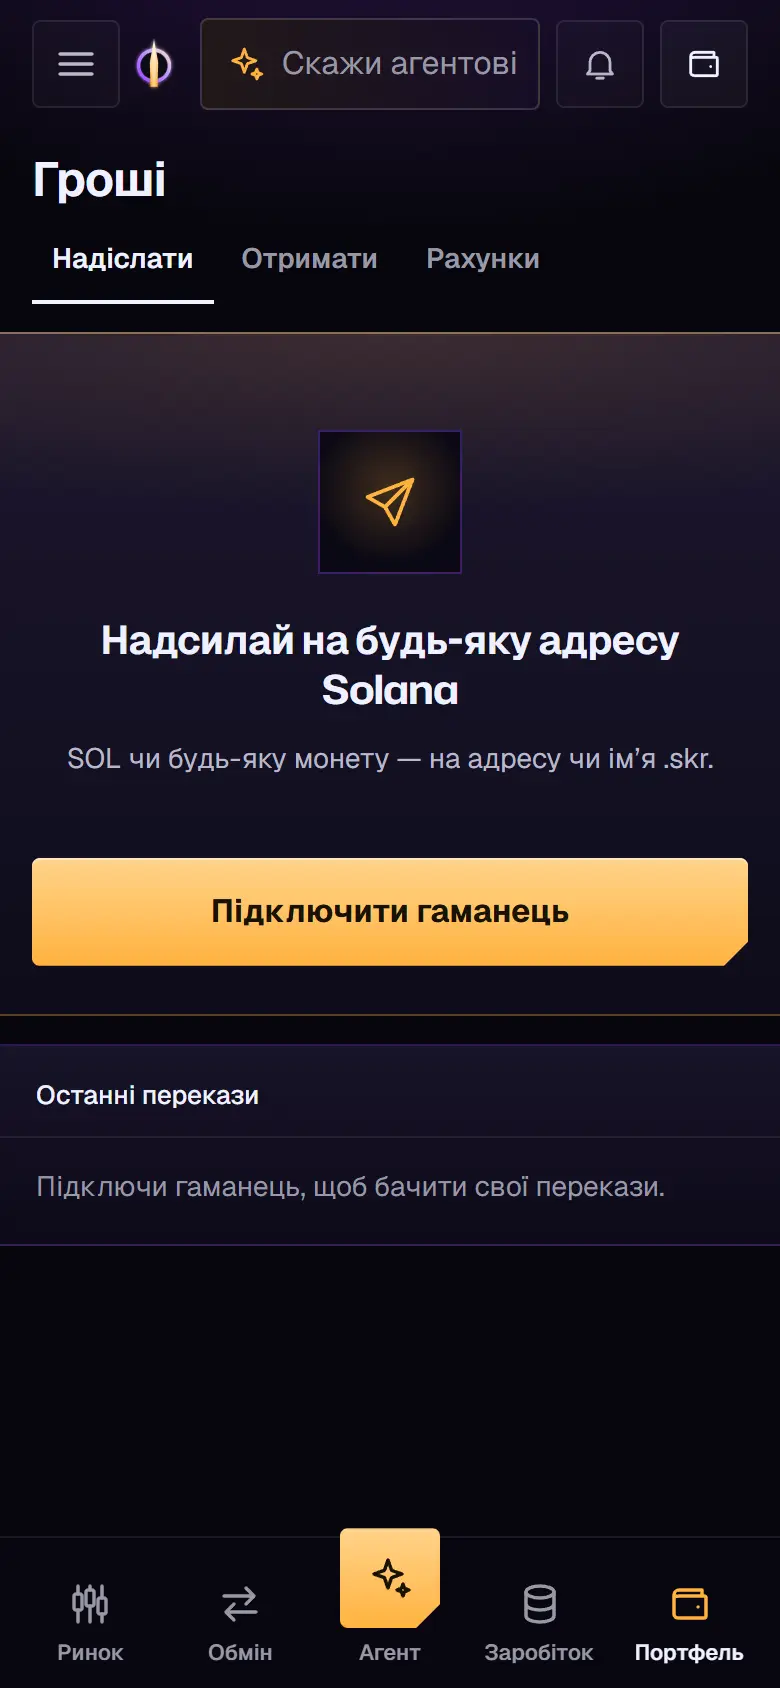 Скажи агентові
Гроші
Надіслати
Отримати
Рахунки
Надсилай на будь-яку адресу
Solana
SOL чи будь-яку монету — на адресу чи ім’я .skr.
Підключити гаманець
Останні перекази
Підключи гаманець, щоб бачити свої перекази.
Ринок
Обмін
Агент
Заробіток
Портфель